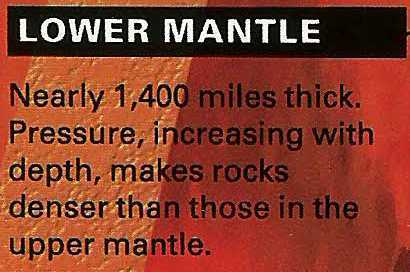 LOWER MANTLE
Nearly 1,400 miles thick.
Pressure, increasing with
depth, makes rocks
denser than those in the
upper mantle.